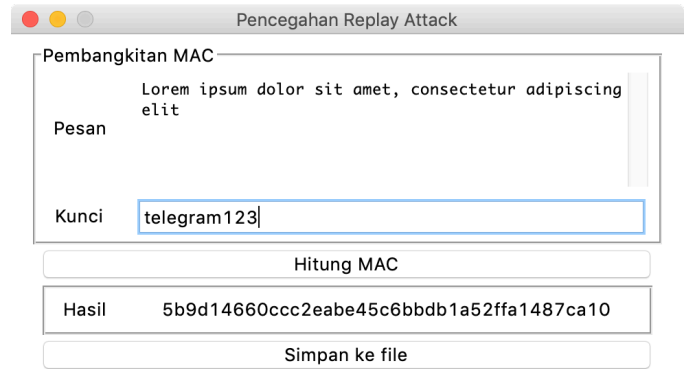 Pencegahan Replay Attack
Pembangkitan MAC
Pesan
Lorem ipsum dolor sit amet, consectetur adipiscing
elit
Kunci
telegram123
Hitung MAC
Hasil
5b9d14660ccc2eabe45c6bbdb1a52ffa1487ca10
Simpan ke file